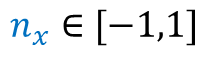 nₓ ∈ [−1,1]